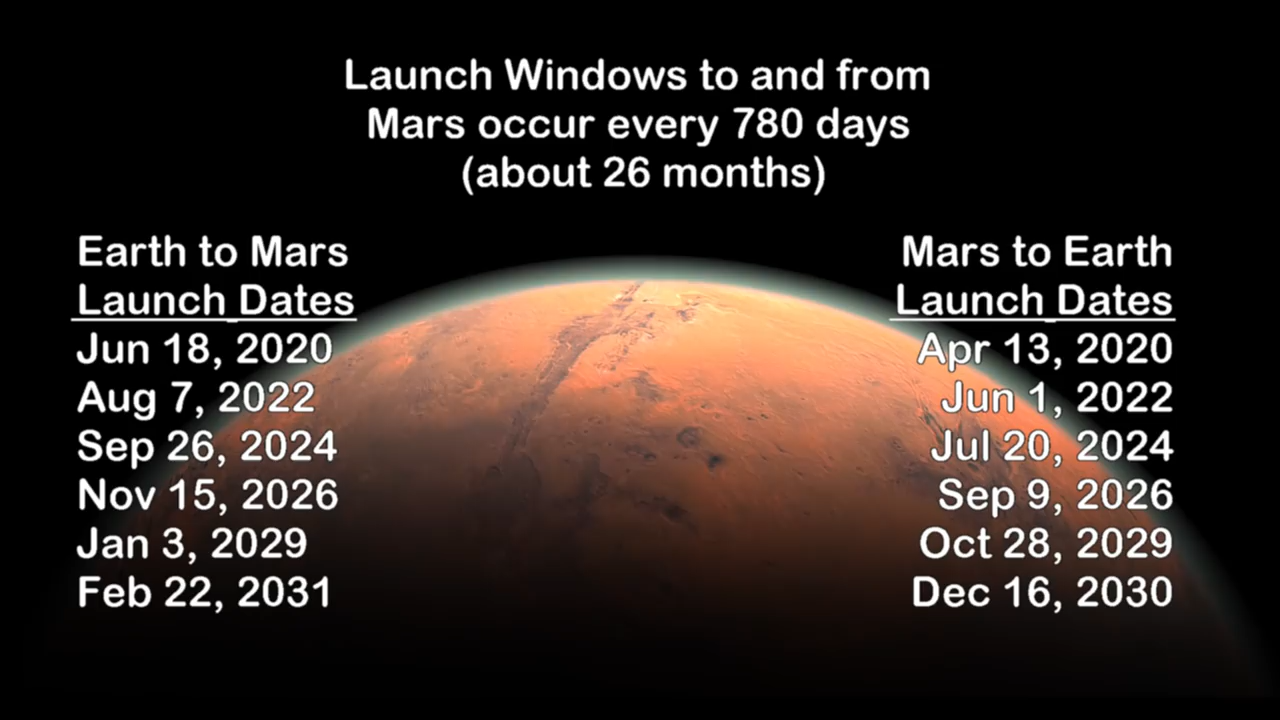 Launch Windows to and from
Mars occur every 780 days
(about 26 months)
Earth to Mars
Launch Dates
Jun 18, 2020
Aug 7, 2022
Sep 26, 2024
Nov 15, 2026
Jan 3, 2029
Feb 22, 2031
Mars to Earth
Launch Dates
Apr 13, 2020
Jun 1, 2022
Jul 20, 2024
Sep 9, 2026
Oct 28, 2029
Dec 16, 2030